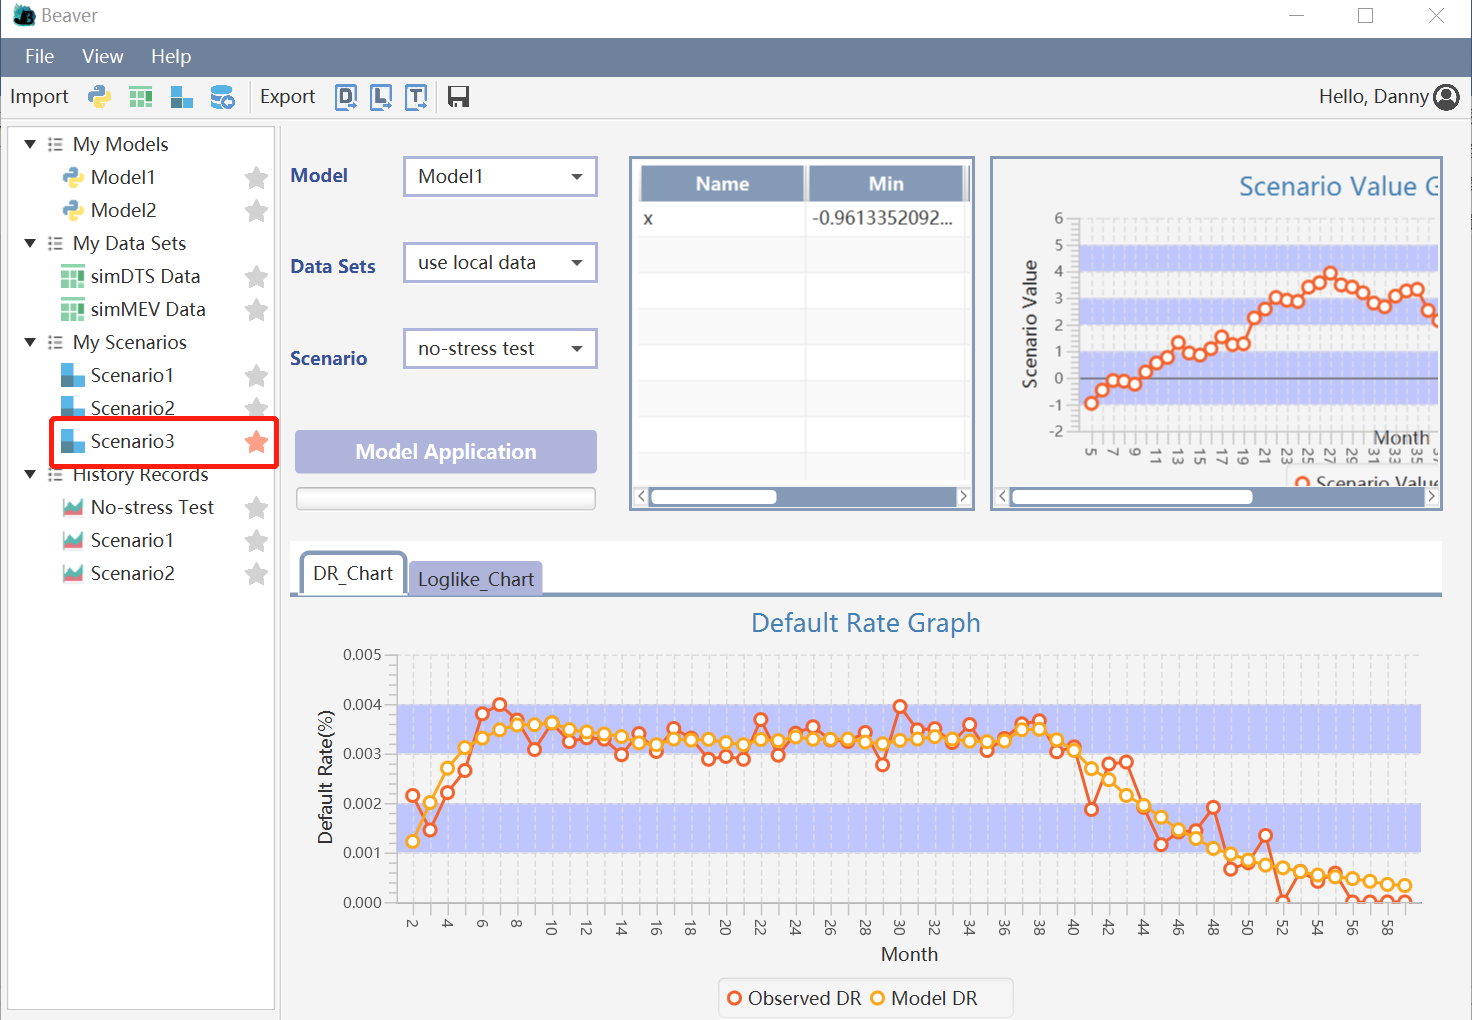 Beaver
File View Help
Import Export D L T Hello, Danny
My Models
Model1
Model2
My Data Sets
simDTS Data
simMEV Data
My Scenarios
Scenario1
Scenario2
Scenario3
History Records
No-stress Test
Scenario1
Scenario2
Model Model1
Data Sets use local data
Scenario no-stress test
Model Application
Name Min
x -0.9613352092...
Scenario Value G
Scenario Value
6
5
4
3
2
1
0
-1
-2
5 7 9 11 13 15 17 19 21 23 25 27 29 31 33 35
Month
Scenario Value
DR_Chart Loglike_Chart
Default Rate Graph
Default Rate(%)
0.005
0.004
0.003
0.002
0.001
0.000
2 4 6 8 10 12 14 16 18 20 22 24 26 28 30 32 34 36 38 40 42 44 46 48 50 52 54 56 58
Month
Observed DR Model DR